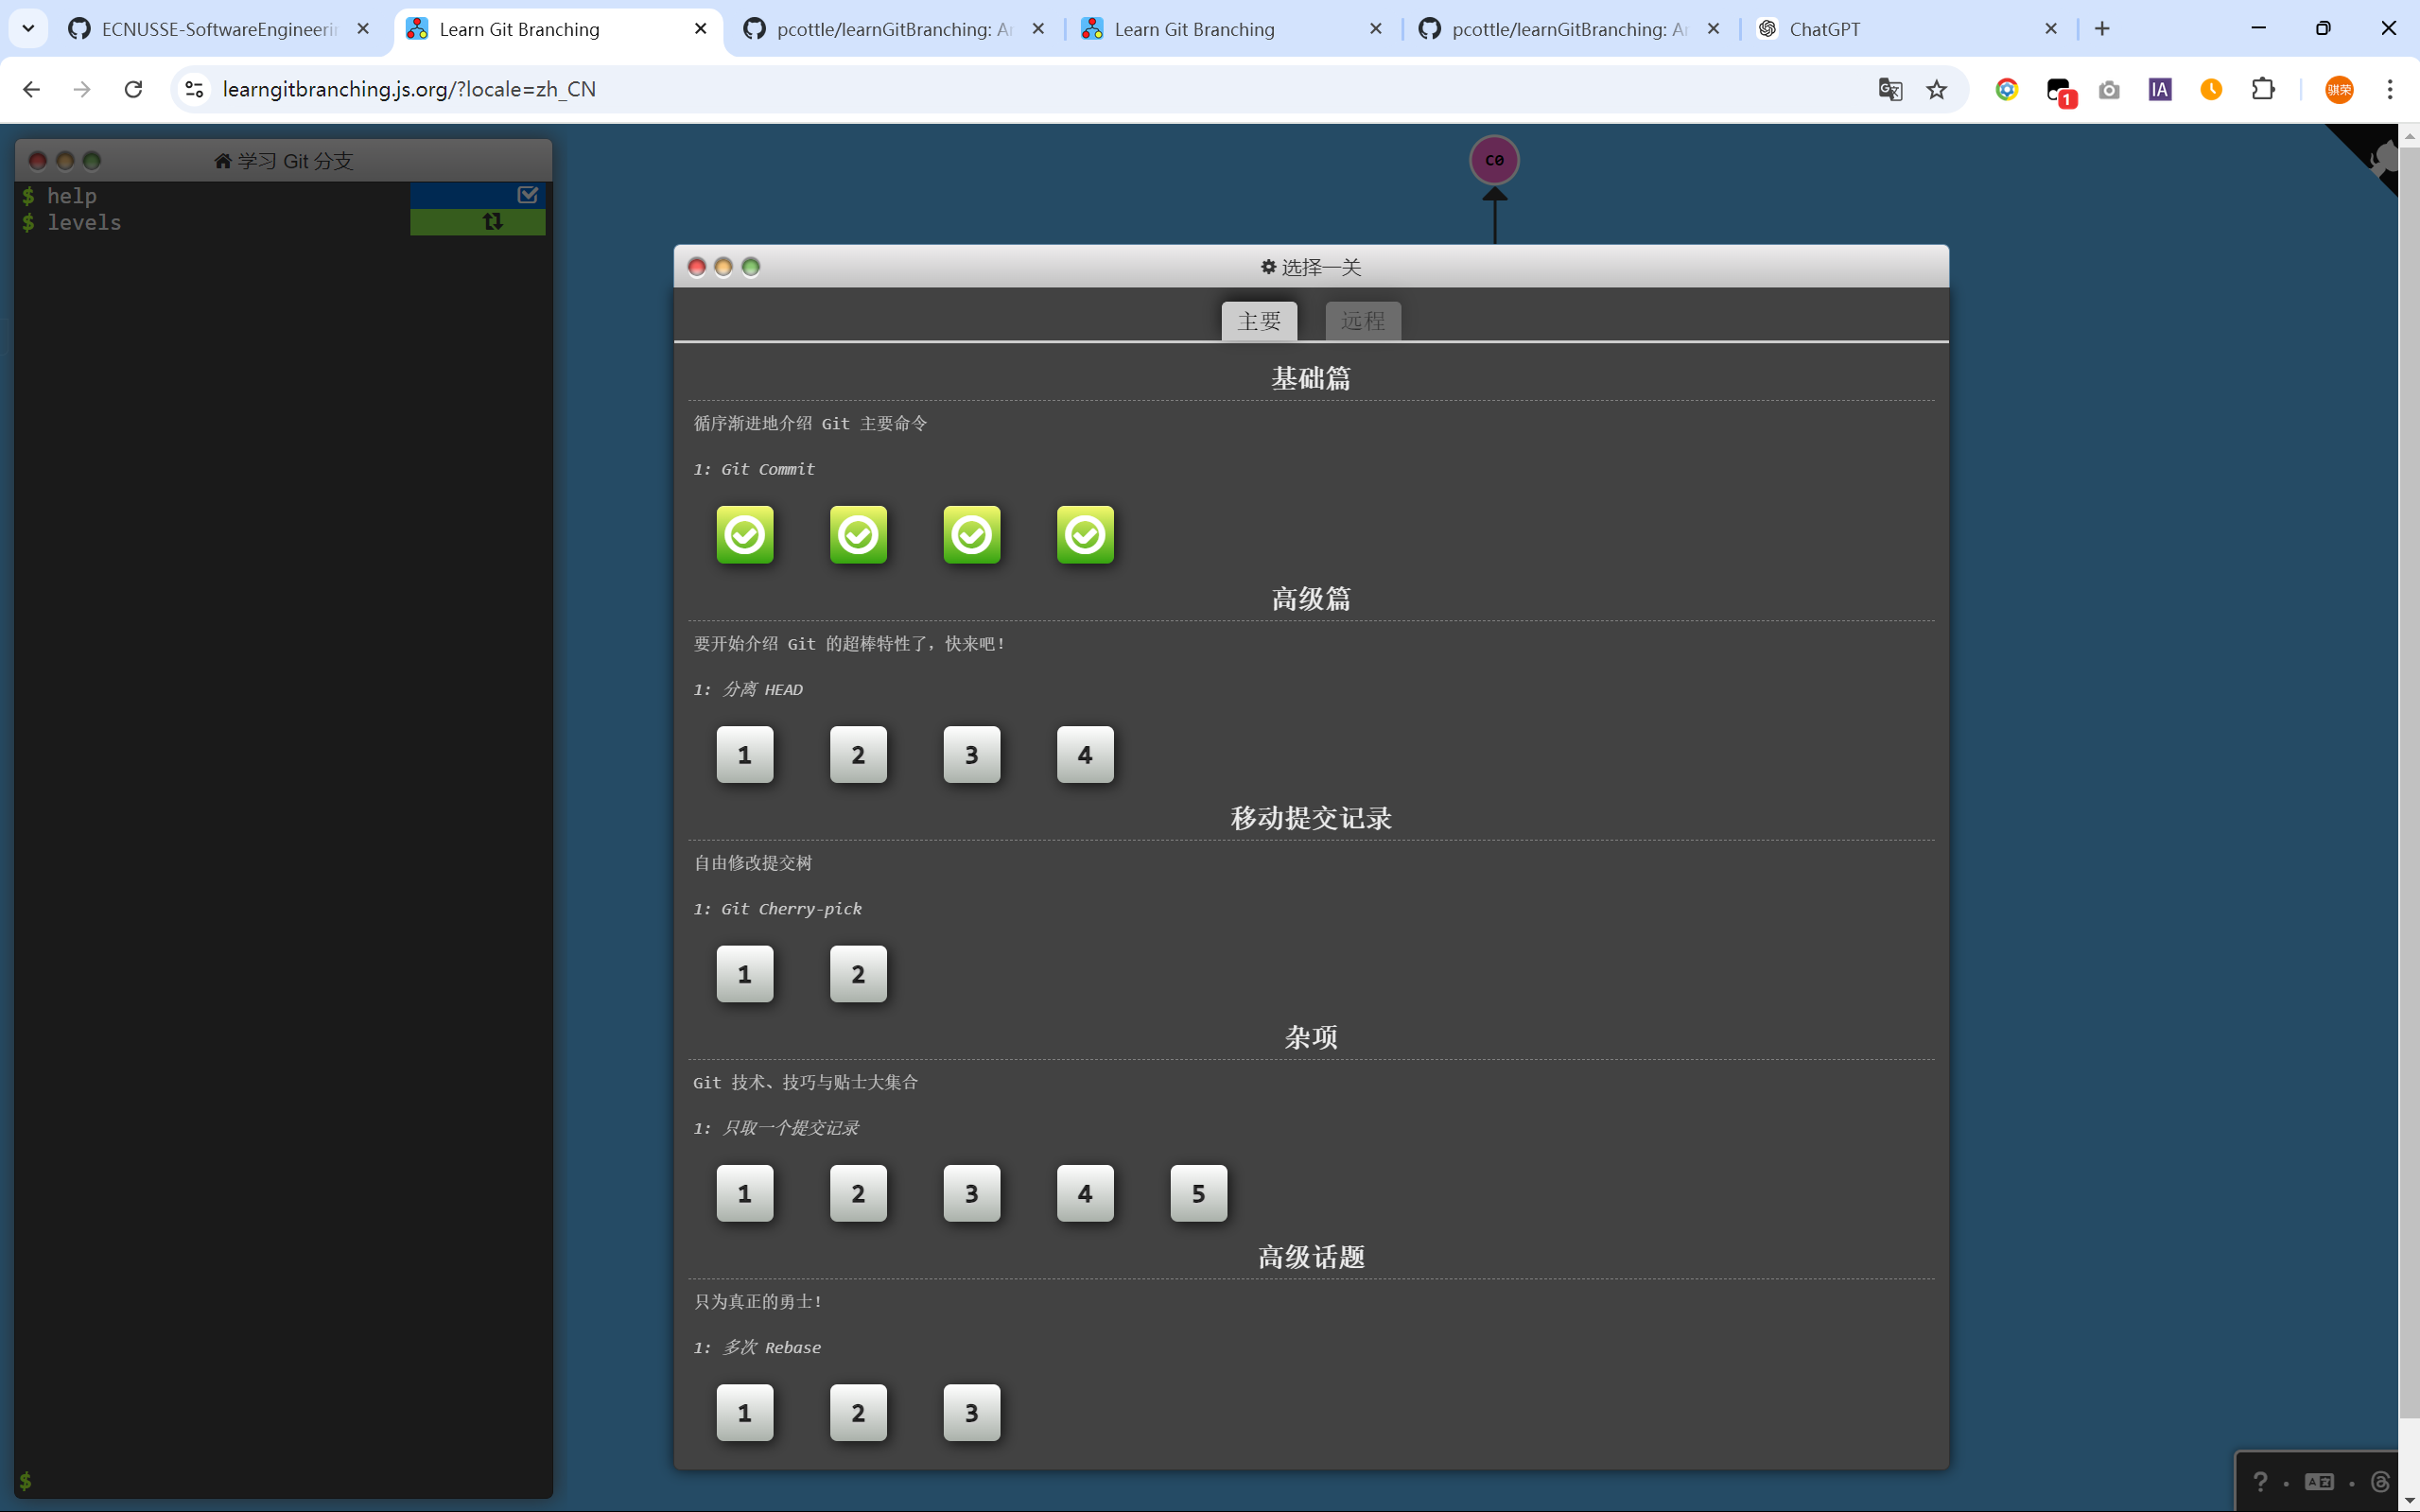 ECNUSSE-SoftwareEngineerin
Learn Git Branching
pcottle/learnGitBranching: Ar
Learn Git Branching
pcottle/learnGitBranching: Ar
ChatGPT
learngitbranching.js.org/?locale=zh_CN
1
IA
骐荣
学习 Git 分支
$ help
$ levels
C0
选择一关
主要 远程
基础篇
循序渐进地介绍 Git 主要命令
1: Git Commit
高级篇
要开始介绍 Git 的超棒特性了，快来吧！
1: 分离 HEAD
1 2 3 4
移动提交记录
自由修改提交树
1: Git Cherry-pick
1 2
杂项
Git 技术、技巧与贴士大集合
1: 只取一个提交记录
1 2 3 4 5
高级话题
只为真正的勇士！
1: 多次 Rebase
1 2 3
$
?